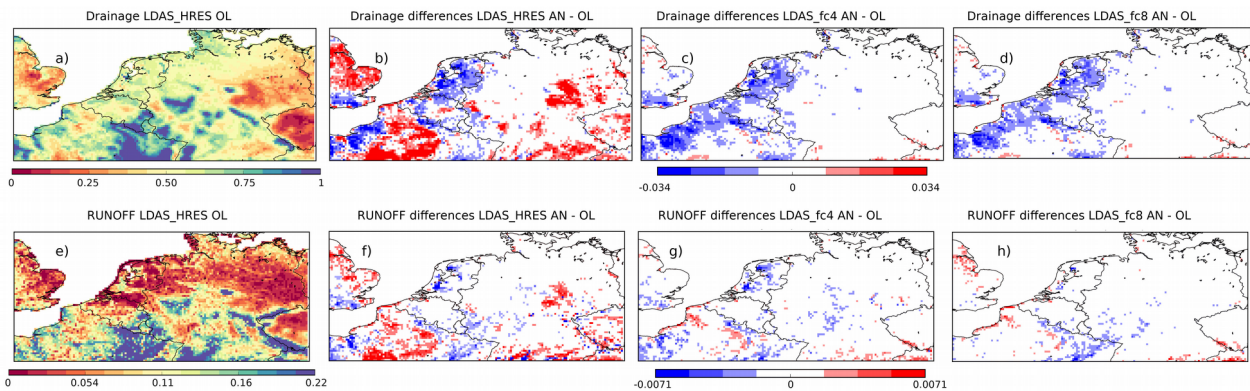 Drainage LDAS_HRES OL
Drainage differences LDAS_HRES AN - OL
Drainage differences LDAS_fc4 AN - OL
Drainage differences LDAS_fc8 AN - OL
a)
b)
c)
d)
0 0.25 0.50 0.75 1
-0.034 0 0.034
RUNOFF LDAS_HRES OL
RUNOFF differences LDAS_HRES AN - OL
RUNOFF differences LDAS_fc4 AN - OL
RUNOFF differences LDAS_fc8 AN - OL
e)
f)
g)
h)
0 0.054 0.11 0.16 0.22
-0.0071 0 0.0071